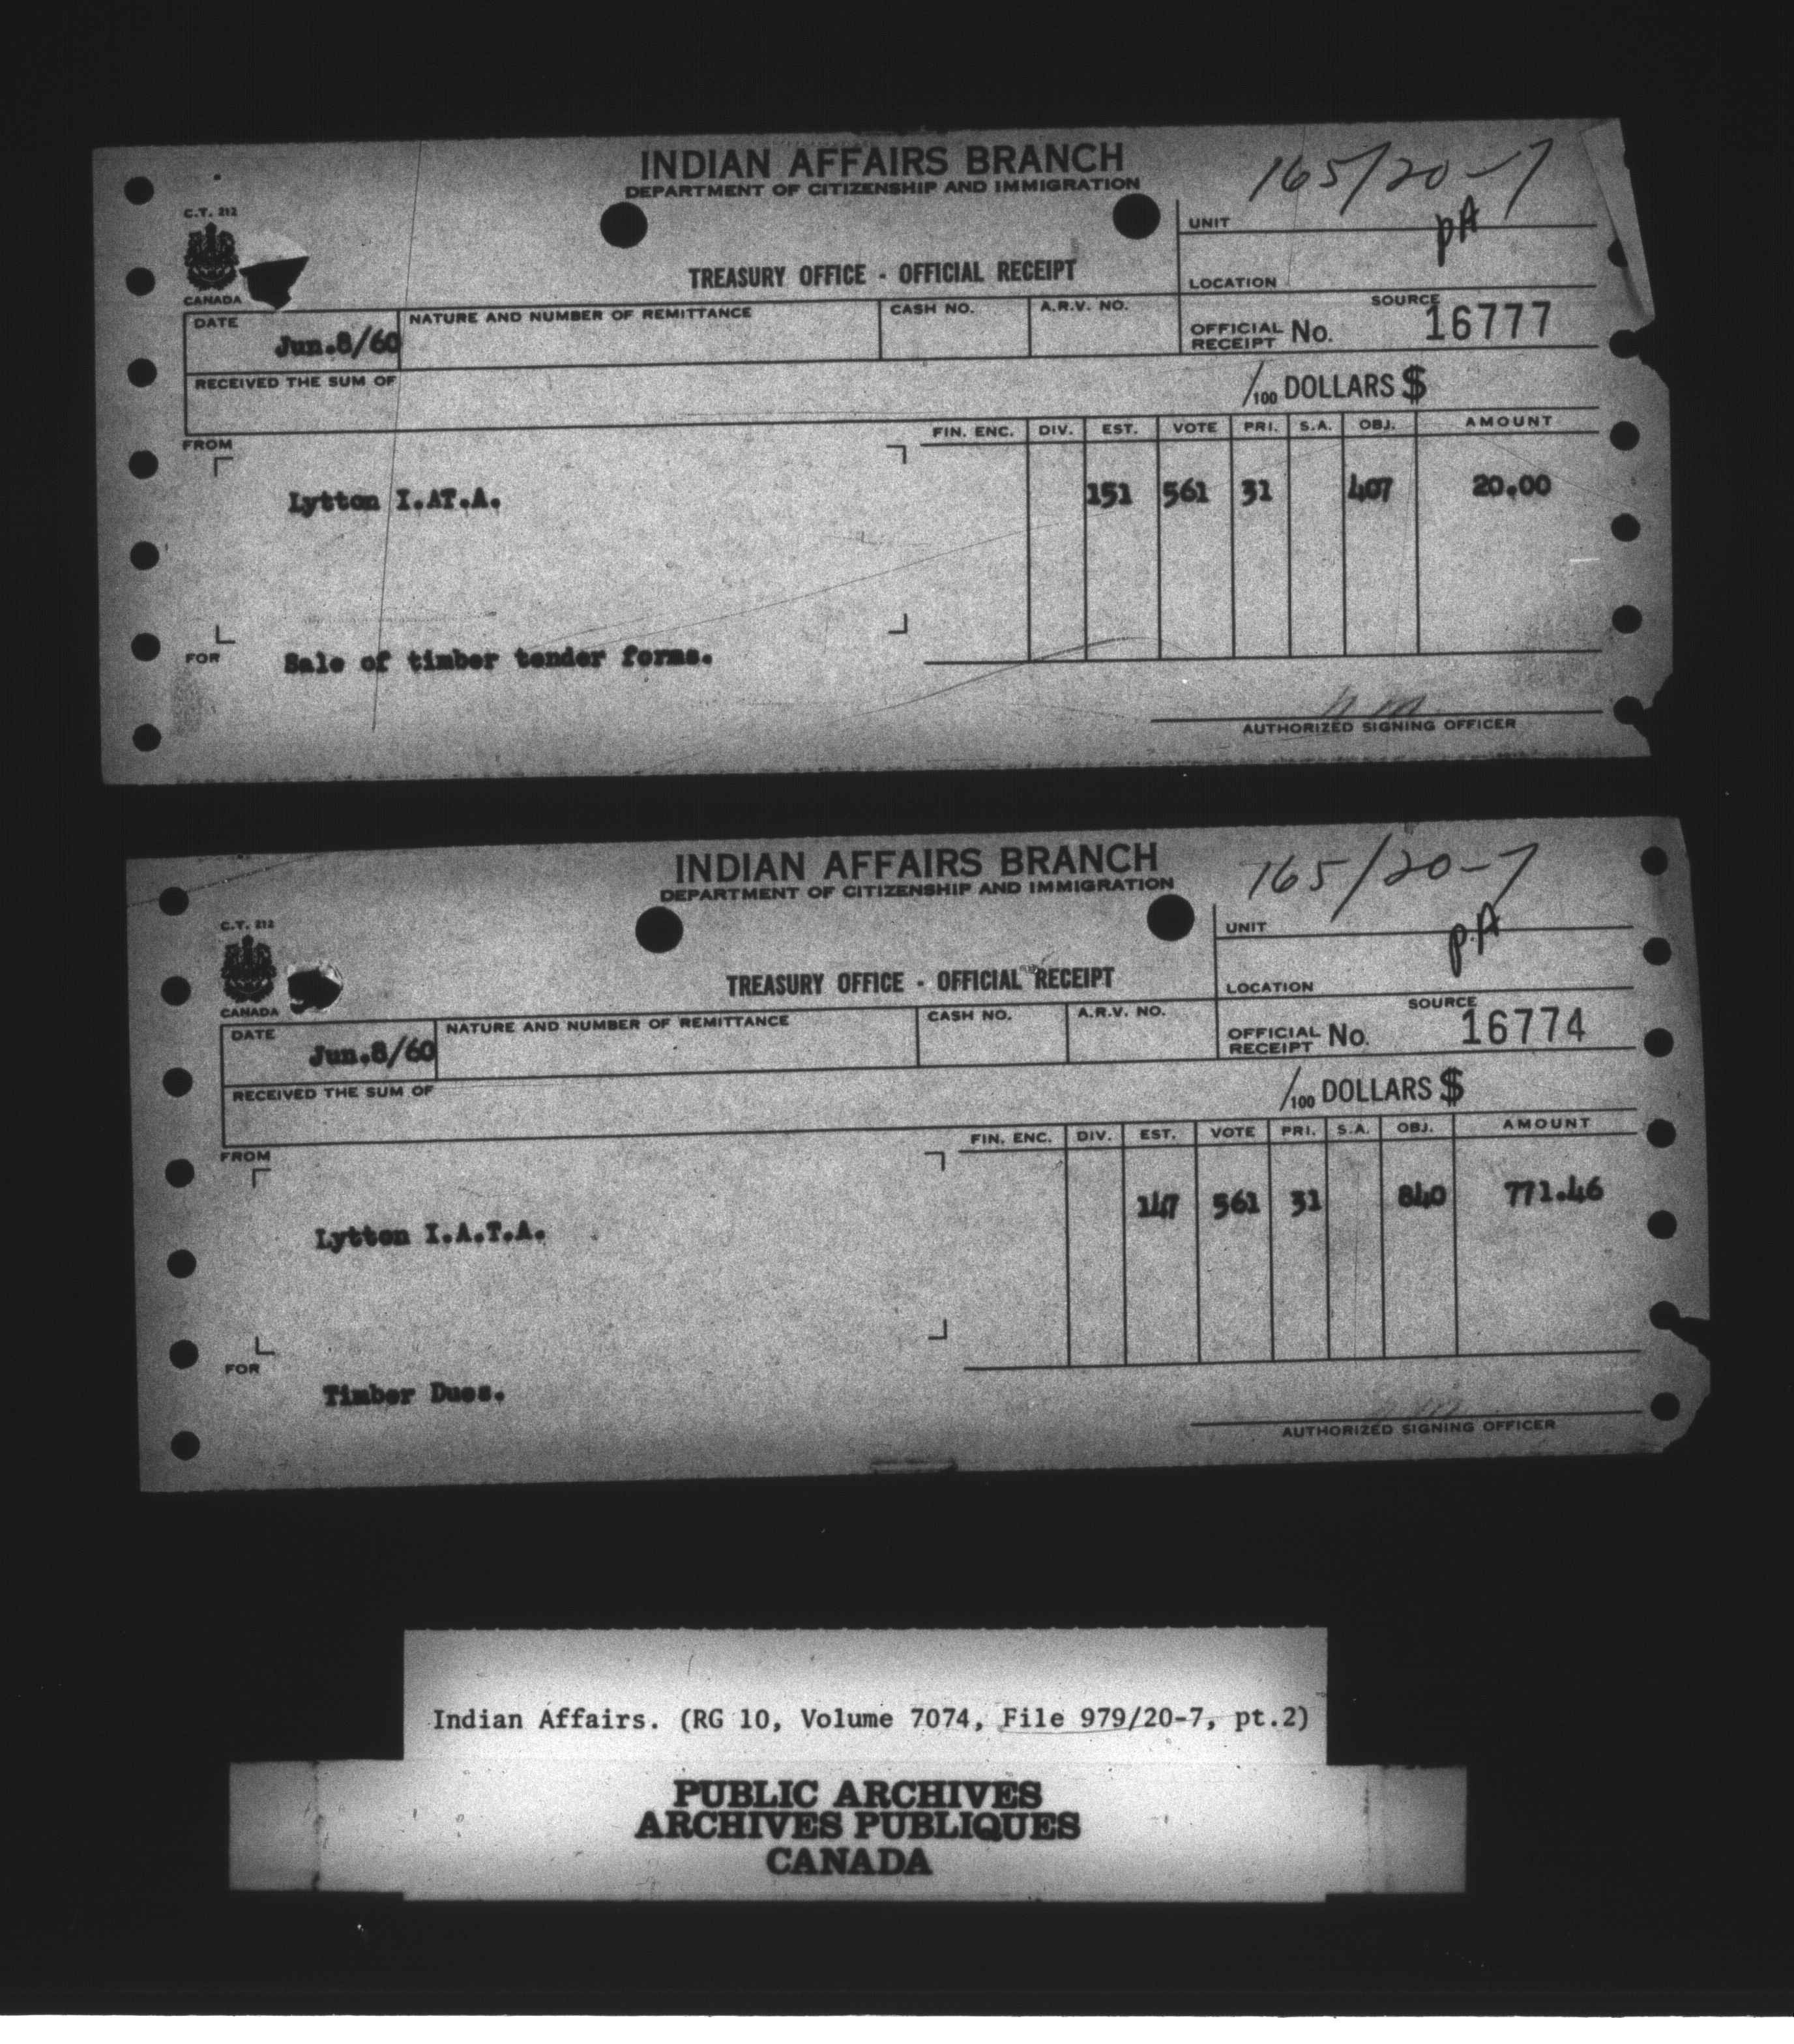 INDIAN AFFAIRS BRANCH
DEPARTMENT OF CITIZENSHIP AND IMMIGRATION
165/20-7
C.T. 212
UNIT
pA
CANADA
TREASURY OFFICE - OFFICIAL RECEIPT
LOCATION
DATE
Jun.8/60
NATURE AND NUMBER OF REMITTANCE
CASH NO.
A.R.V. NO.
SOURCE
OFFICIAL RECEIPT No. 16777
RECEIVED THE SUM OF
/100 DOLLARS $
FROM
FIN. ENC. DIV. EST. VOTE PRI. S.A. OBJ. AMOUNT
Lytton I.AT.A.
151 561 31 407 20.00
FOR
Sale of timber tender forms.
AUTHORIZED SIGNING OFFICER
INDIAN AFFAIRS BRANCH
DEPARTMENT OF CITIZENSHIP AND IMMIGRATION
165/20-7
C.T. 212
UNIT
p.A
CANADA
TREASURY OFFICE - OFFICIAL RECEIPT
LOCATION
DATE
Jun.8/60
NATURE AND NUMBER OF REMITTANCE
CASH NO.
A.R.V. NO.
SOURCE
OFFICIAL RECEIPT No. 16774
RECEIVED THE SUM OF
/100 DOLLARS $
FROM
FIN. ENC. DIV. EST. VOTE PRI. S.A. OBJ. AMOUNT
147 561 31 840 771.46
Lytton I.A.T.A.
FOR
Timber Dues.
AUTHORIZED SIGNING OFFICER
Indian Affairs. (RG 10, Volume 7074, File 979/20-7, pt.2)
PUBLIC ARCHIVES
ARCHIVES PUBLIQUES
CANADA